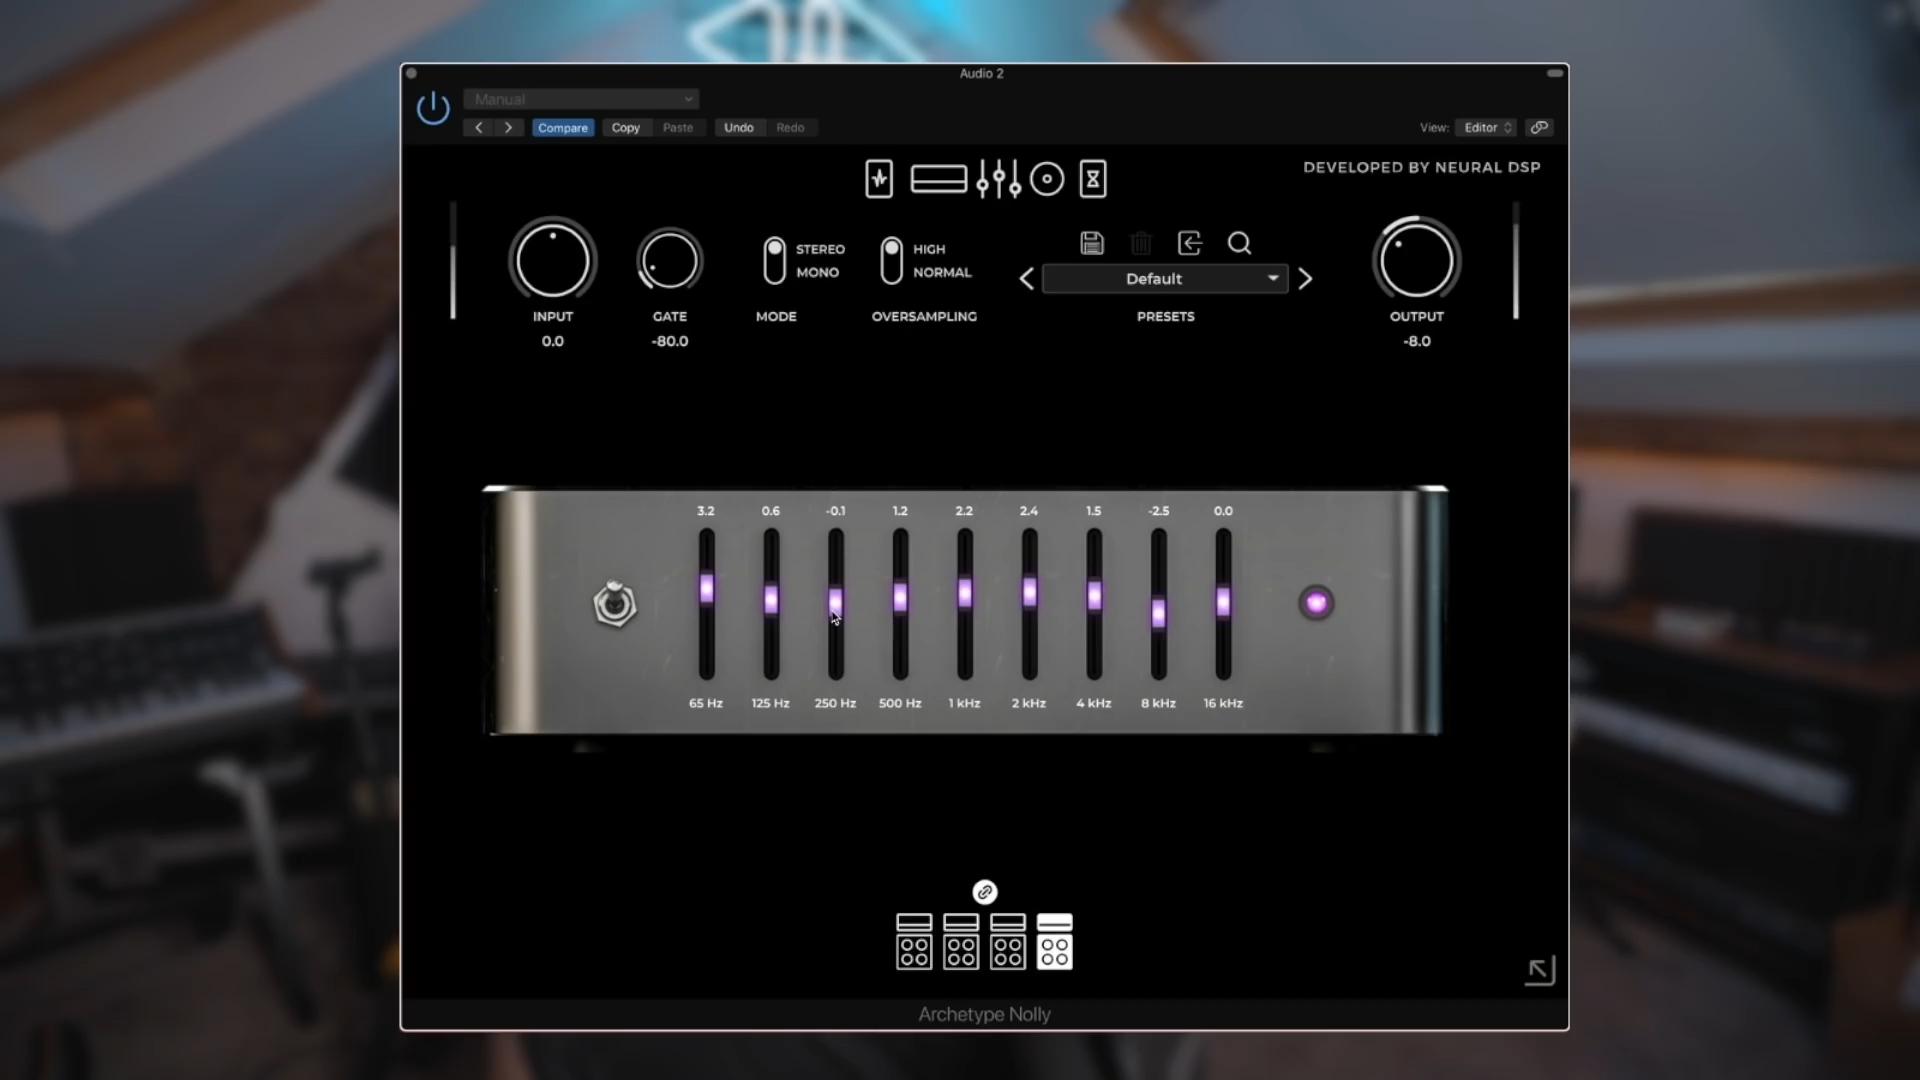 Audio 2
Manual
Compare Copy Paste Undo Redo
View: Editor
DEVELOPED BY NEURAL DSP
STEREO
MONO
HIGH
NORMAL
Default
INPUT
GATE
MODE
OVERSAMPLING
PRESETS
OUTPUT
0.0
-80.0
-8.0
3.2 0.6 -0.1 1.2 2.2 2.4 1.5 -2.5 0.0
65 Hz 125 Hz 250 Hz 500 Hz 1 kHz 2 kHz 4 kHz 8 kHz 16 kHz
Archetype Nolly